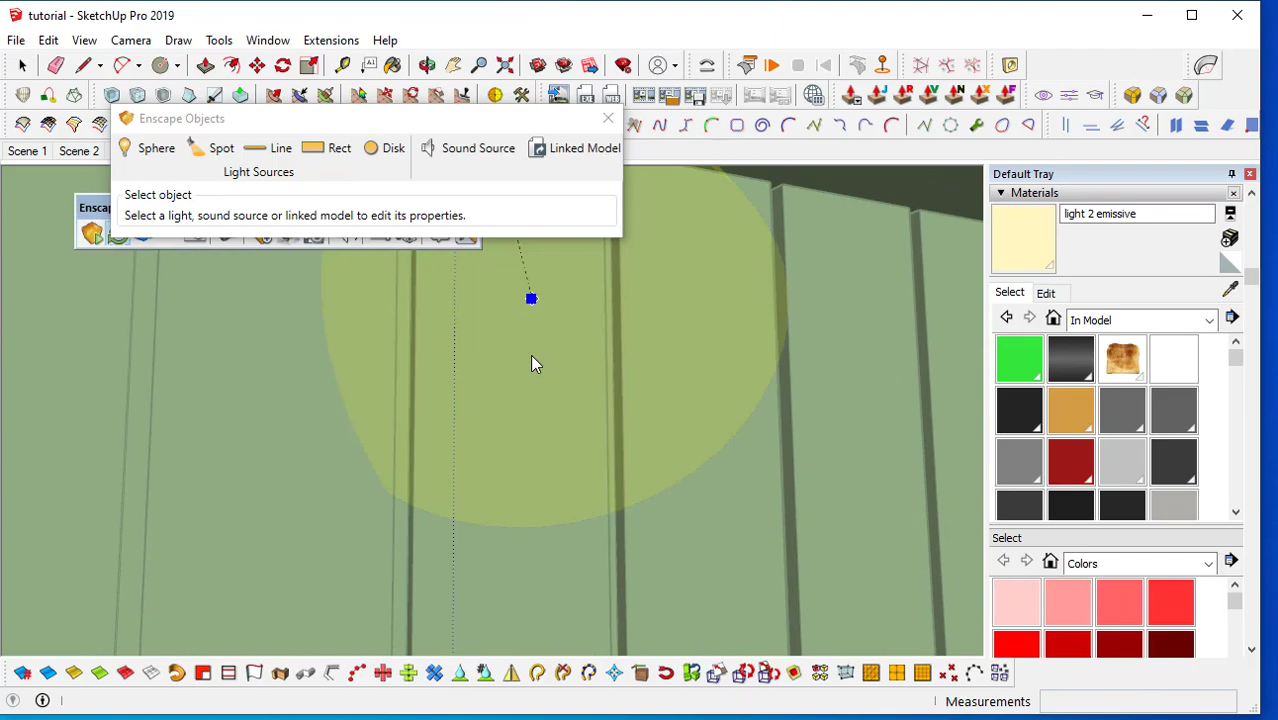 tutorial - SketchUp Pro 2019
File Edit View Camera Draw Tools Window Extensions Help
Enscape Objects
Scene 1 Scene 2
Sphere Spot Line Rect Disk Sound Source Linked Model
Light Sources
Select object
Select a light, sound source or linked model to edit its properties.
Default Tray
Materials
light 2 emissive
Select Edit
In Model
Select
Colors
Measurements